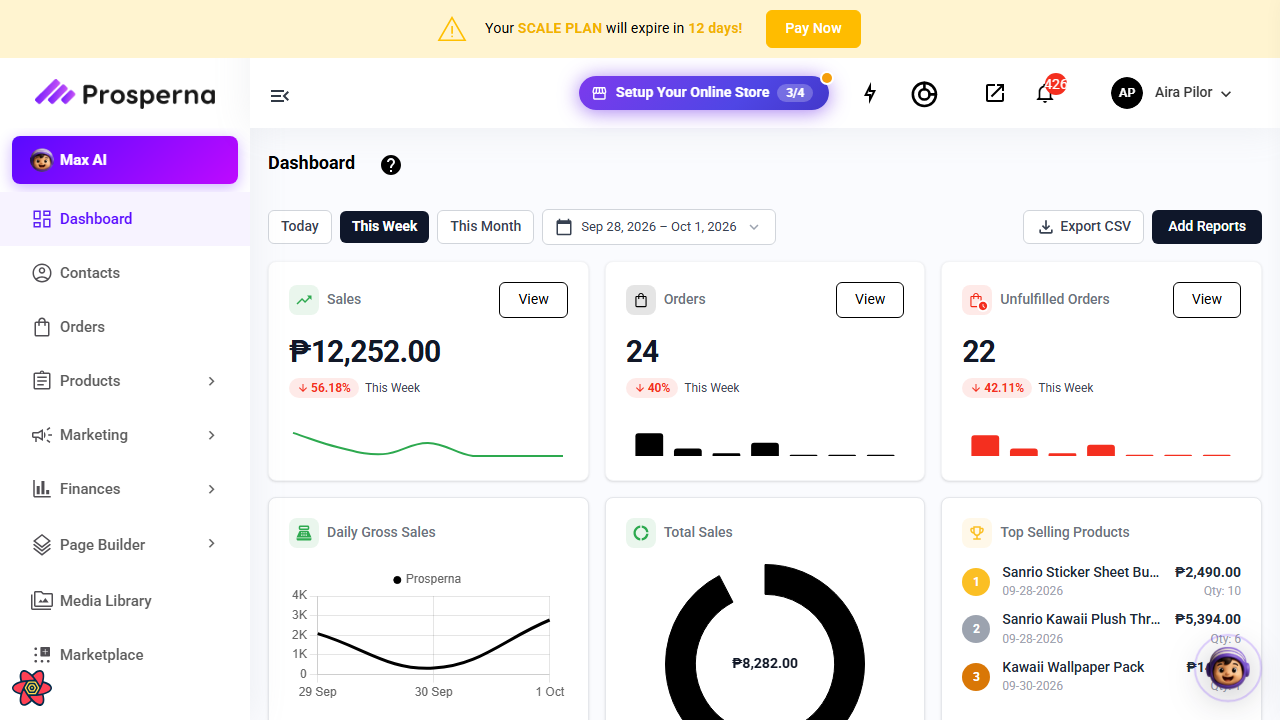 Your SCALE PLAN will expire in 12 days!
Pay Now
Prosperna
Setup Your Online Store 3/4
426
AP
Aira Pilor
Max AI
Dashboard
Contacts
Orders
Products
Marketing
Finances
Page Builder
Media Library
Marketplace
Dashboard
Today
This Week
This Month
Sep 28, 2026 – Oct 1, 2026
Export CSV
Add Reports
Sales
View
₱12,252.00
56.18% This Week
Orders
View
24
40% This Week
Unfulfilled Orders
View
22
42.11% This Week
Daily Gross Sales
Prosperna
4K
3K
2K
1K
0
29 Sep
30 Sep
1 Oct
Total Sales
₱8,282.00
Top Selling Products
1
Sanrio Sticker Sheet Bu... ₱2,490.00
09-28-2026 Qty: 10
2
Sanrio Kawaii Plush Thr... ₱5,394.00
09-28-2026 Qty: 6
3
Kawaii Wallpaper Pack
09-30-2026